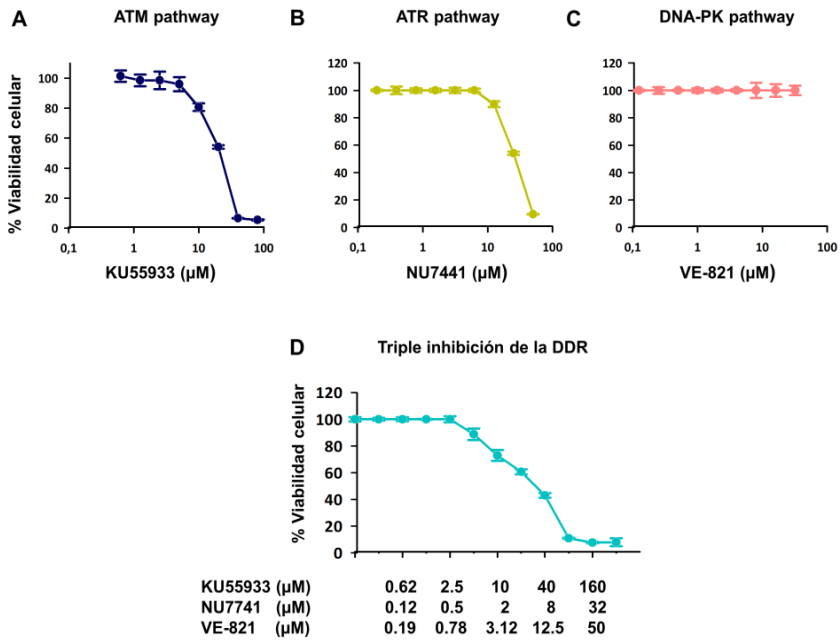 A ATM pathway
% Viabilidad celular
100
80
60
40
20
0
0,1 1 10 100
KU55933 (µM)
B ATR pathway
120
100
80
60
40
20
0
0,1 1 10 100
NU7441 (µM)
C DNA-PK pathway
120
100
80
60
40
20
0
0,1 1 10 100
VE-821 (µM)
D Triple inhibición de la DDR
% Viabilidad celular
120
100
80
60
40
20
0
KU55933 (µM) 0.62 2.5 10 40 160
NU7741 (µM) 0.12 0.5 2 8 32
VE-821 (µM) 0.19 0.78 3.12 12.5 50